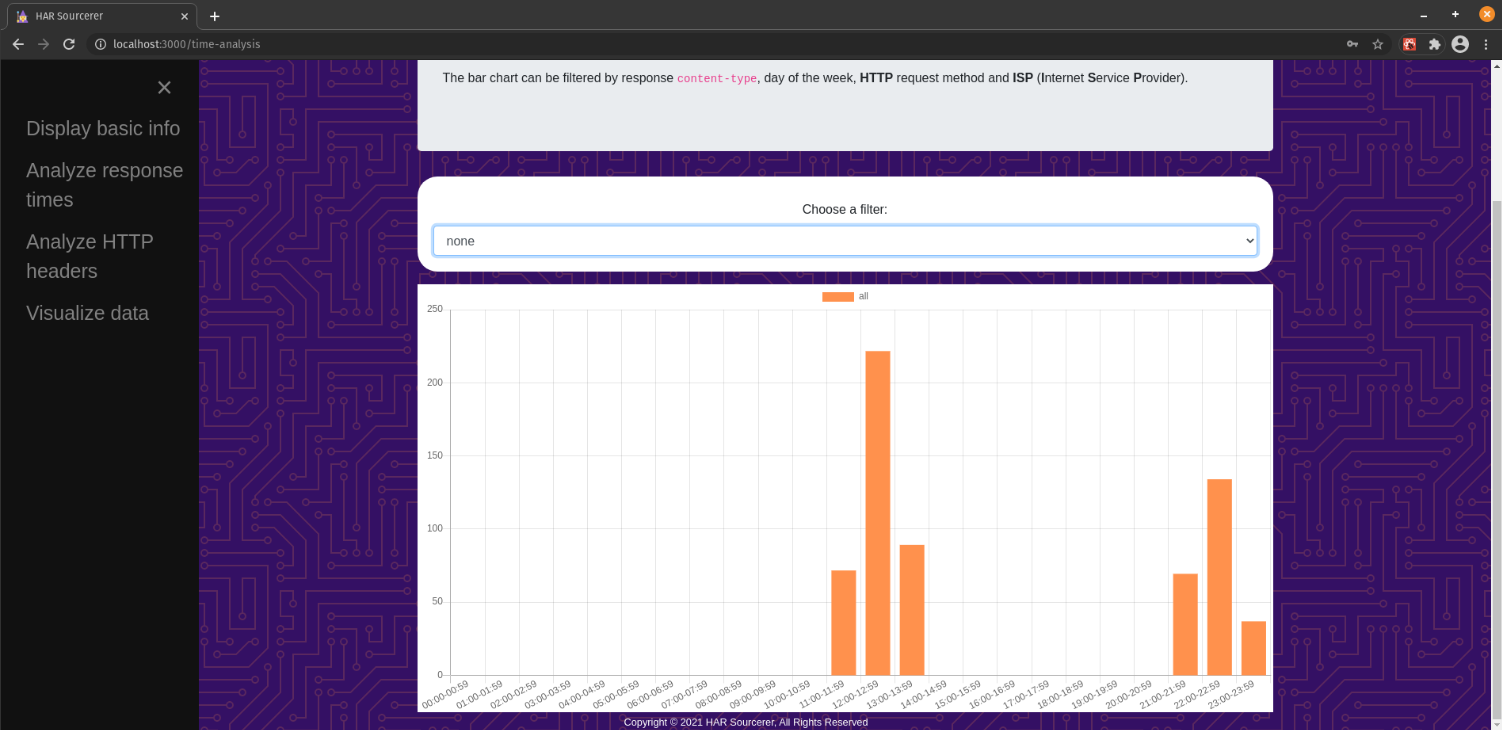 HAR Sourcerer
localhost:3000/time-analysis
The bar chart can be filtered by response content-type, day of the week, HTTP request method and ISP (Internet Service Provider).
Display basic info
Analyze response
times
Analyze HTTP
headers
Visualize data
Choose a filter:
none
all
250
200
150
100
50
0
00:00-00:59
01:00-01:59
02:00-02:59
03:00-03:59
04:00-04:59
05:00-05:59
06:00-06:59
07:00-07:59
08:00-08:59
09:00-09:59
10:00-10:59
11:00-11:59
12:00-12:59
13:00-13:59
14:00-14:59
15:00-15:59
16:00-16:59
17:00-17:59
18:00-18:59
19:00-19:59
20:00-20:59
21:00-21:59
22:00-22:59
23:00-23:59
Copyright © 2021 HAR Sourcerer, All Rights Reserved